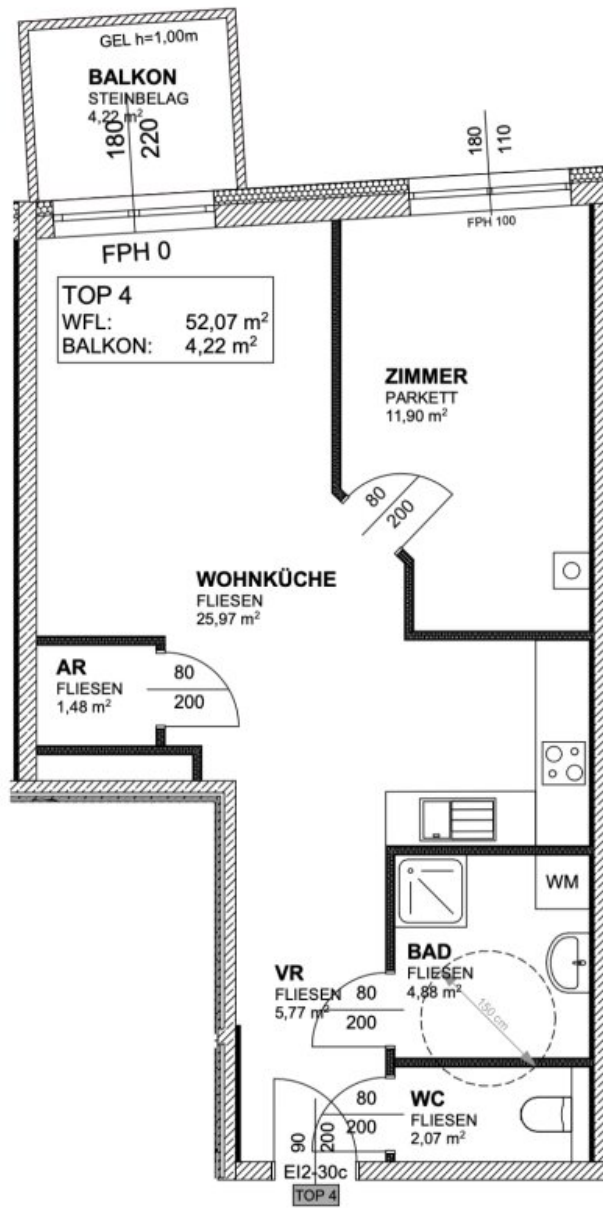 GEL h=1,00m
BALKON
STEINBELAG
4,22 m²
180
220
180
110
FPH 0
FPH 100
TOP 4
WFL: 52,07 m²
BALKON: 4,22 m²
ZIMMER
PARKETT
11,90 m²
80
200
WOHNKÜCHE
FLIESEN
25,97 m²
AR
FLIESEN
1,48 m²
80
200
WM
BAD
FLIESEN
4,88 m²
150 cm
VR
FLIESEN
5,77 m²
80
200
WC
FLIESEN
2,07 m²
80
200
90
200
EI2-30c
TOP 4